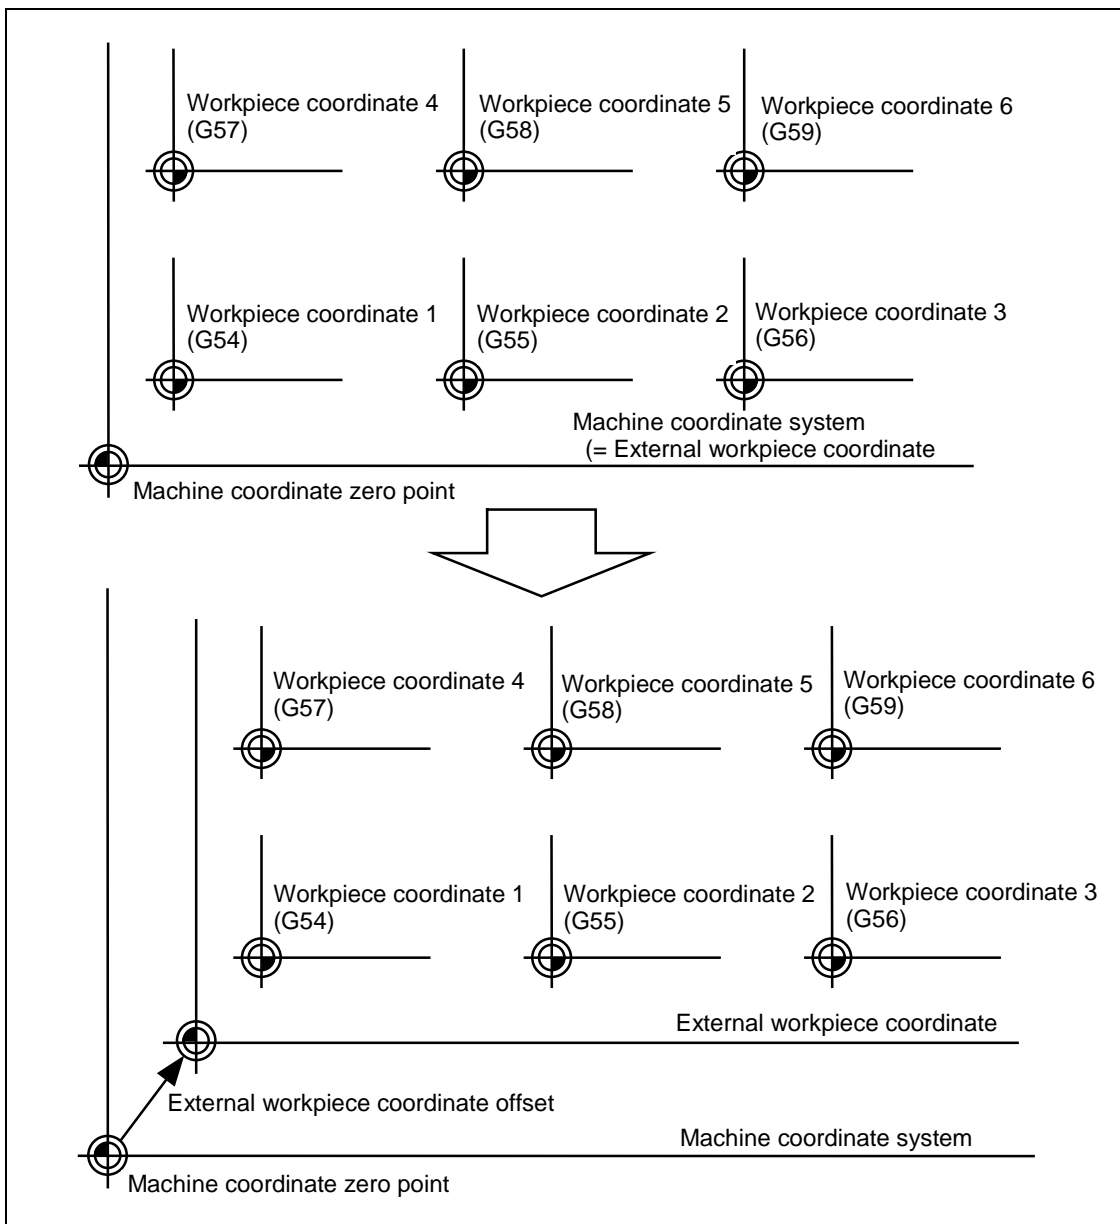 Workpiece coordinate 4
(G57)
Workpiece coordinate 5
(G58)
Workpiece coordinate 6
(G59)
Workpiece coordinate 1
(G54)
Workpiece coordinate 2
(G55)
Workpiece coordinate 3
(G56)
Machine coordinate system
(= External workpiece coordinate
Machine coordinate zero point
Workpiece coordinate 4
(G57)
Workpiece coordinate 5
(G58)
Workpiece coordinate 6
(G59)
Workpiece coordinate 1
(G54)
Workpiece coordinate 2
(G55)
Workpiece coordinate 3
(G56)
External workpiece coordinate
External workpiece coordinate offset
Machine coordinate system
Machine coordinate zero point